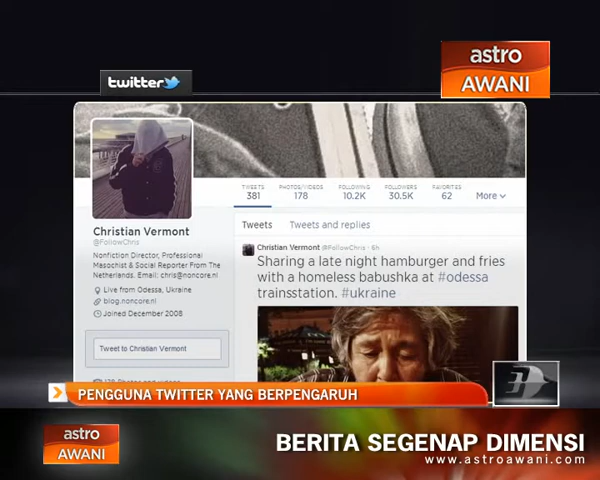 twitter
astro
AWANI
TWEETS PHOTOS/VIDEOS FOLLOWING FOLLOWERS FAVORITES
381 178 10.2K 30.5K 62 More
Christian Vermont
@FollowChris
Nonfiction Director, Professional
Masochist & Social Reporter From The
Netherlands. Email: chris@noncore.nl
Live from Odessa, Ukraine
blog.noncore.nl
Joined December 2008
Tweet to Christian Vermont
Tweets Tweets and replies
Christian Vermont @FollowChris · 6h
Sharing a late night hamburger and fries
with a homeless babushka at #odessa
trainsstation. #ukraine
PENGGUNA TWITTER YANG BERPENGARUH
astro
AWANI
BERITA SEGENAP DIMENSI
www.astroawani.com